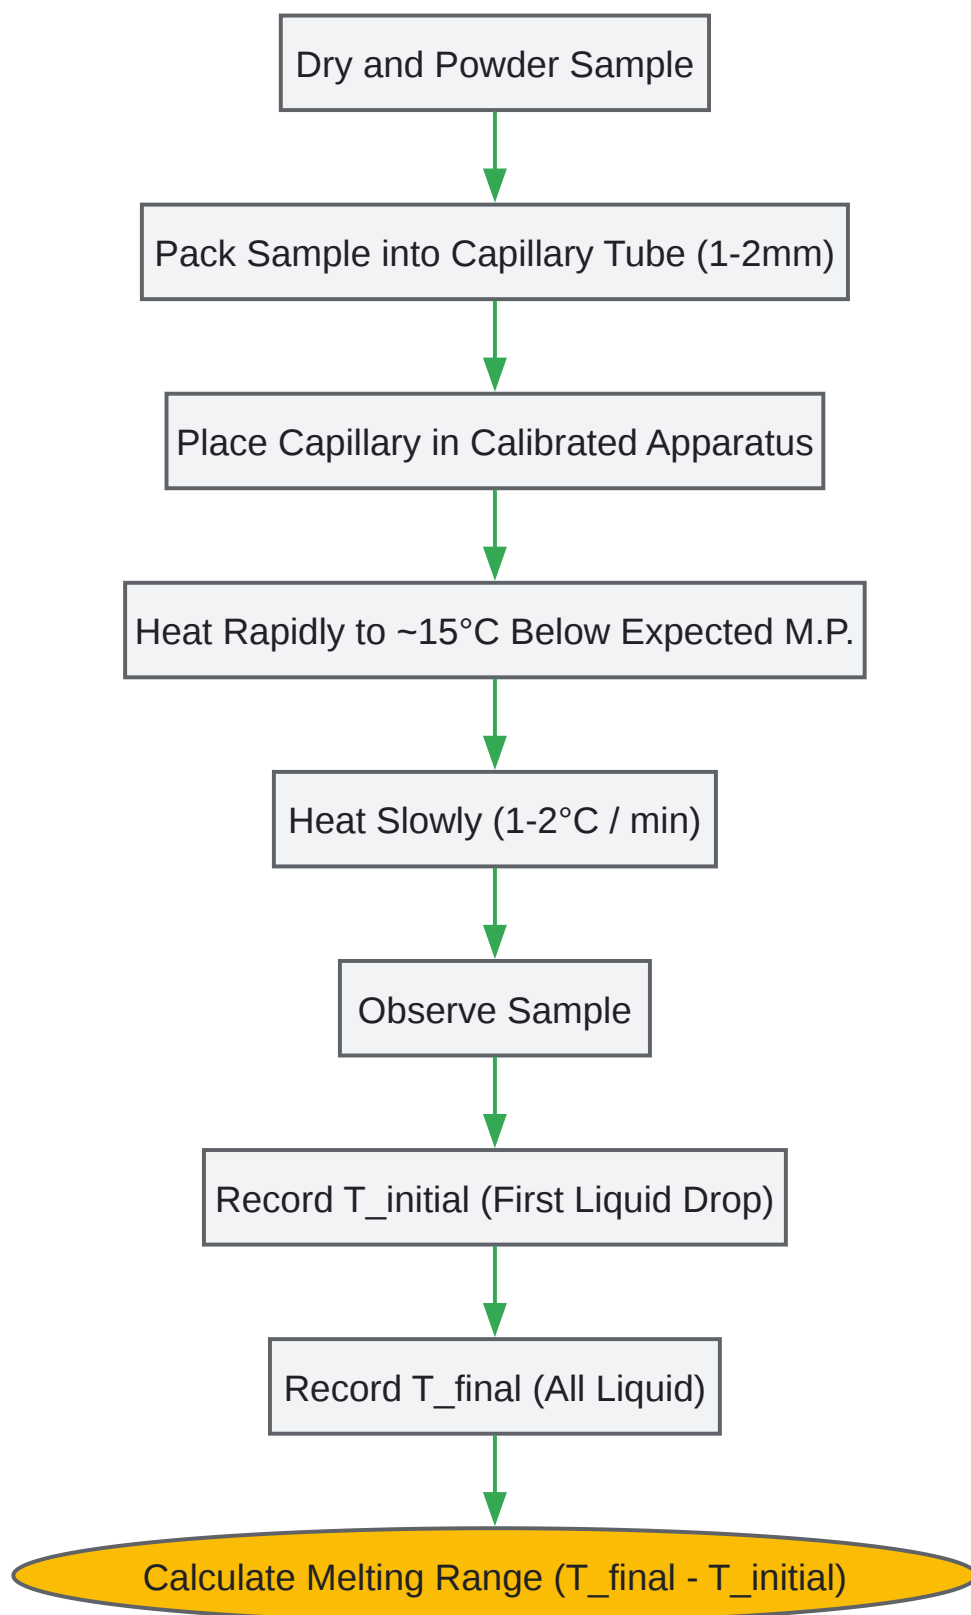 Dry and Powder Sample
Pack Sample into Capillary Tube (1-2mm)
Place Capillary in Calibrated Apparatus
Heat Rapidly to ~15°C Below Expected M.P.
Heat Slowly (1-2°C / min)
Observe Sample
Record T_initial (First Liquid Drop)
Record T_final (All Liquid)
Calculate Melting Range (T_final - T_initial)